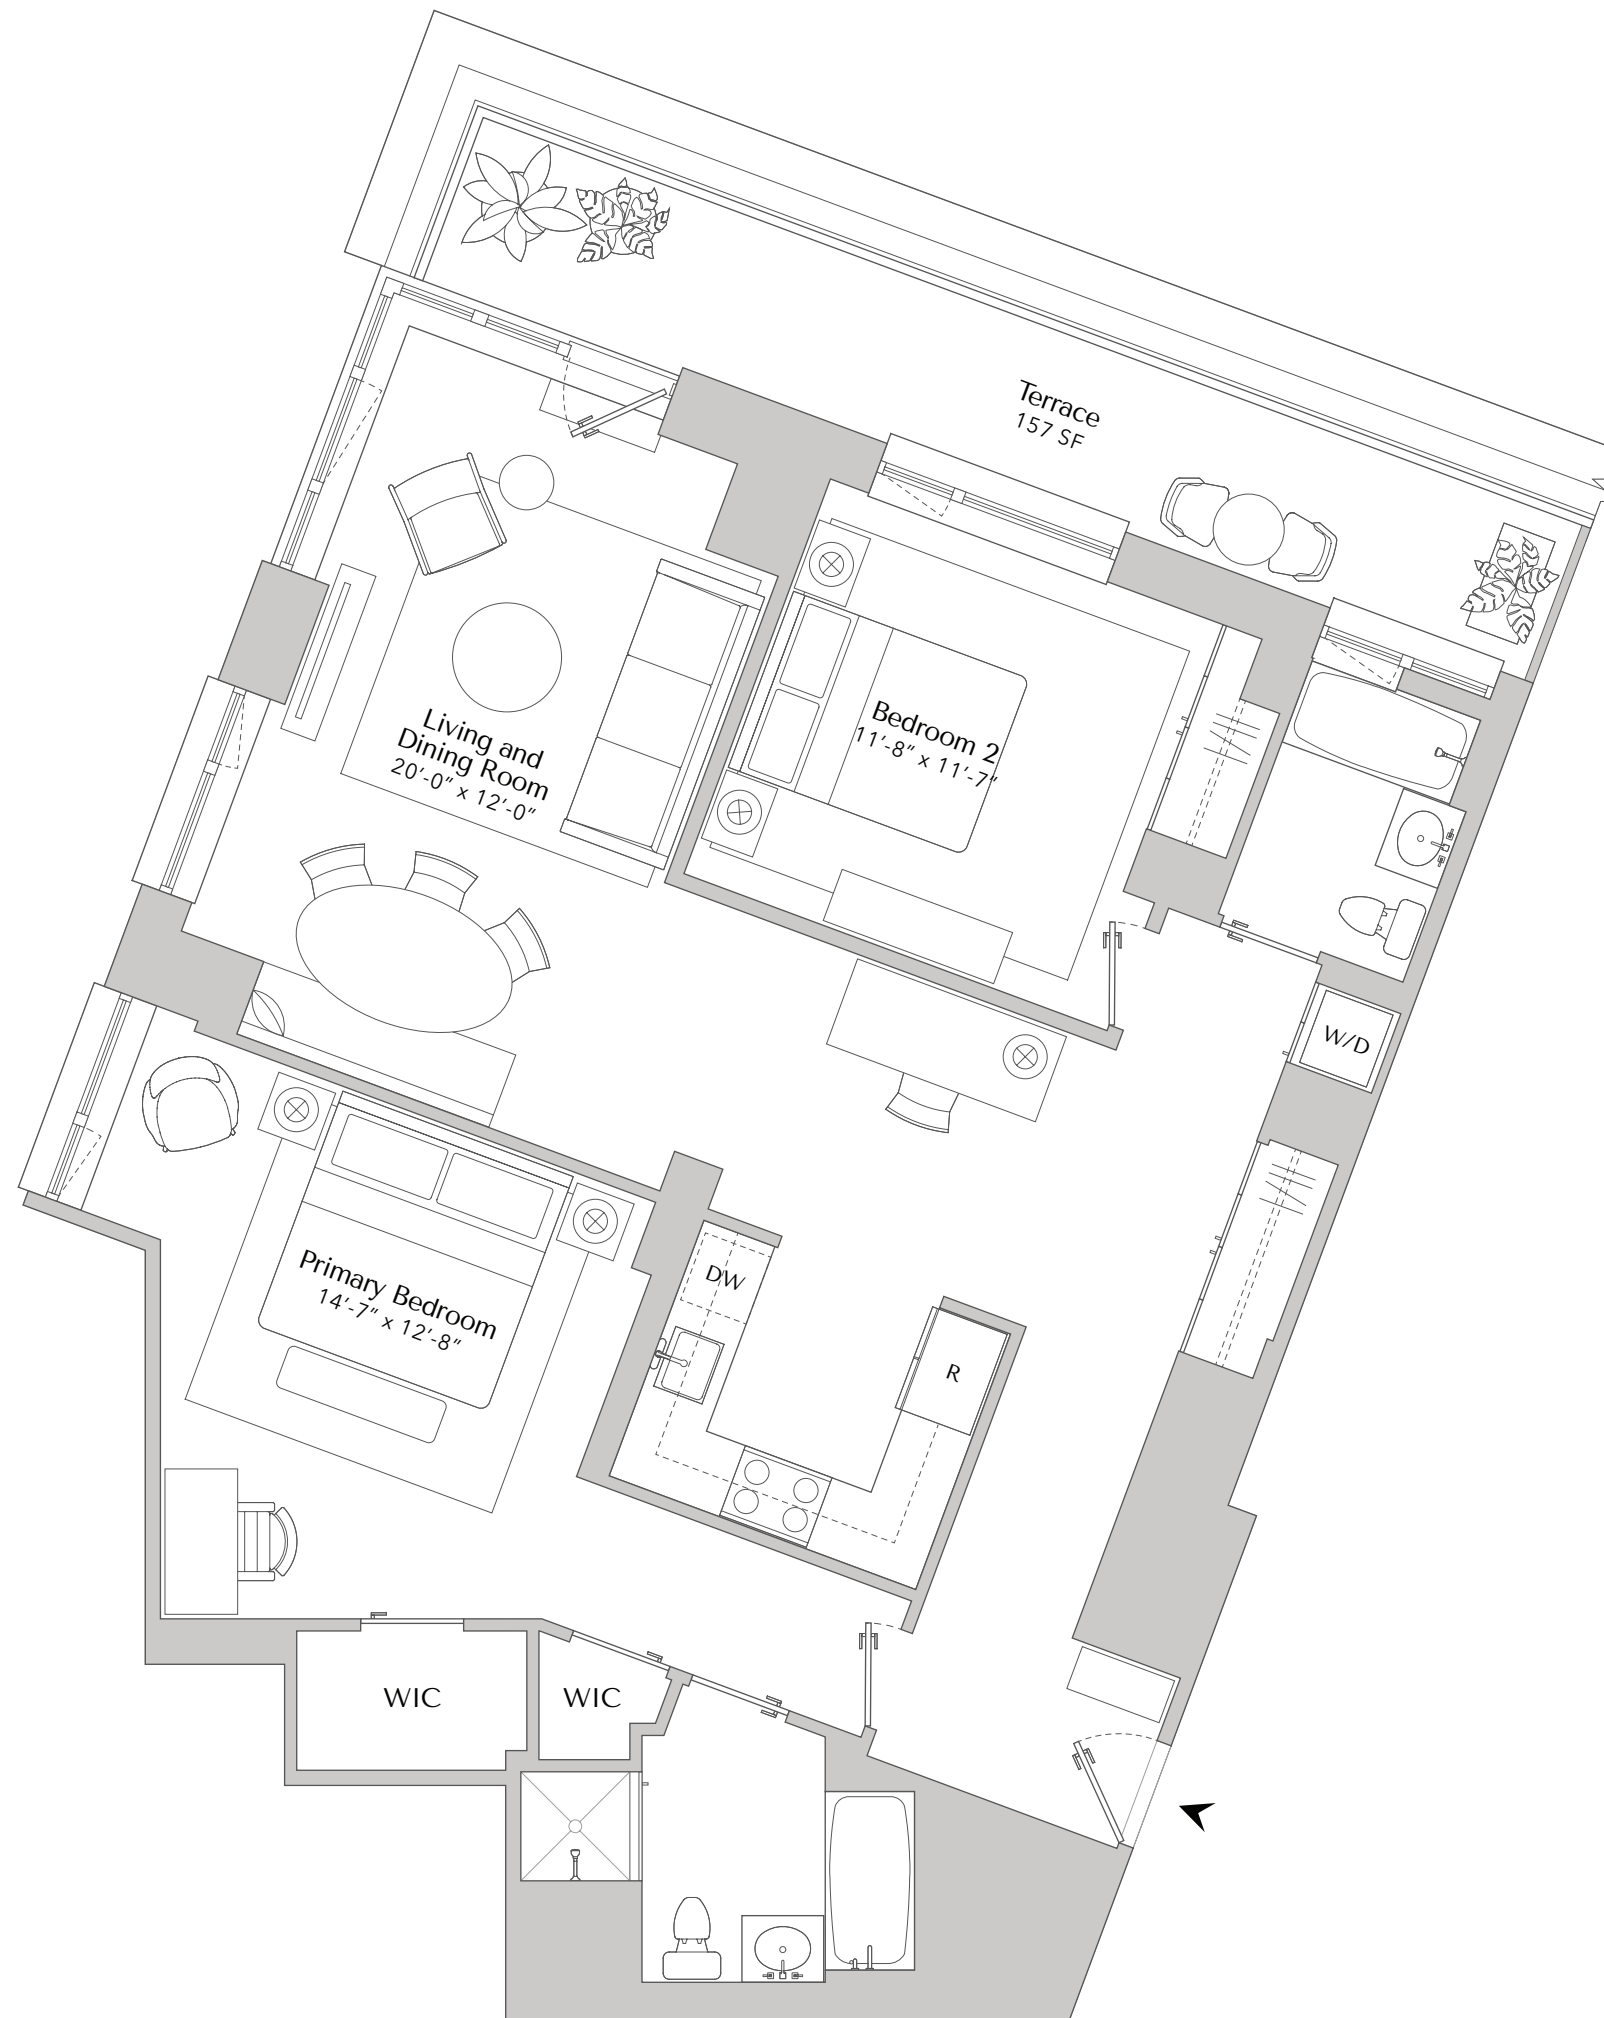 Terrace
157 SF
Living and
Dining Room
20′-0″ x 12′-0″
Bedroom 2
11′-8″ x 11′-7″
W/D
Primary Bedroom
14′-7″ x 12′-8″
DW
R
WIC
WIC